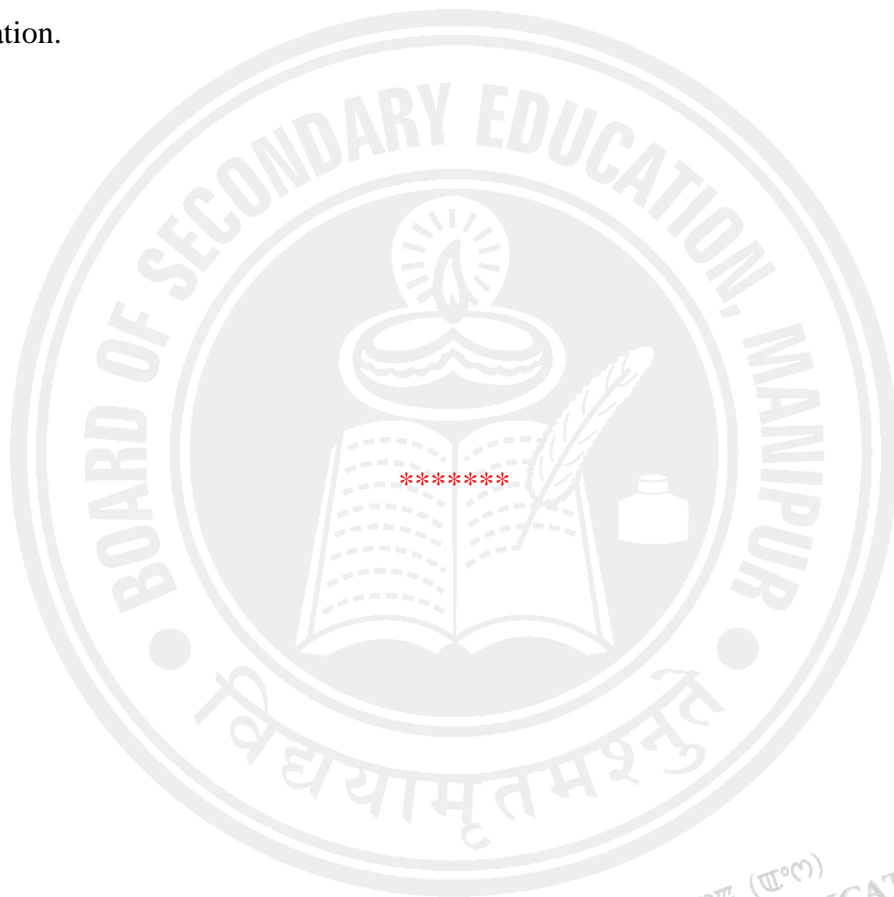 ation.
BOARD OF SECONDARY EDUCATION, MANIPUR
*******
विद्ययामृतमश्नुते